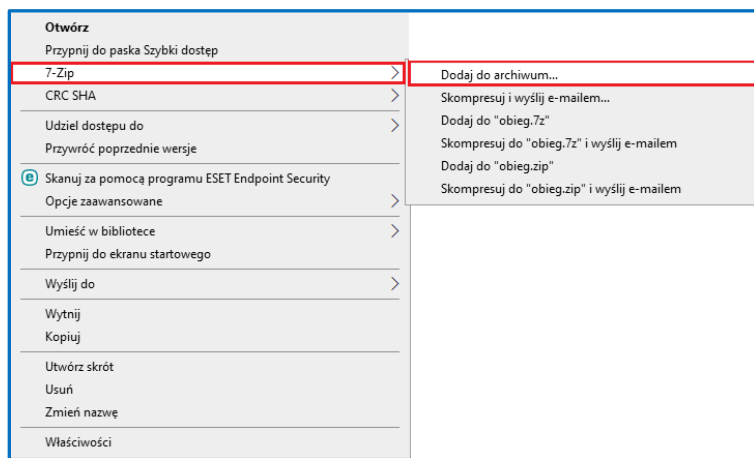 Otwórz
Przypnij do paska Szybki dostęp
7-Zip
CRC SHA
Udziel dostępu do
Przywróć poprzednie wersje
Skanuj za pomocą programu ESET Endpoint Security
Opcje zaawansowane
Umieść w bibliotece
Przypnij do ekranu startowego
Wyślij do
Wytnij
Kopiuj
Utwórz skrót
Usuń
Zmień nazwę
Właściwości
Dodaj do archiwum...
Skompresuj i wyślij e-mailem...
Dodaj do "obieg.7z"
Skompresuj do "obieg.7z" i wyślij e-mailem
Dodaj do "obieg.zip"
Skompresuj do "obieg.zip" i wyślij e-mailem